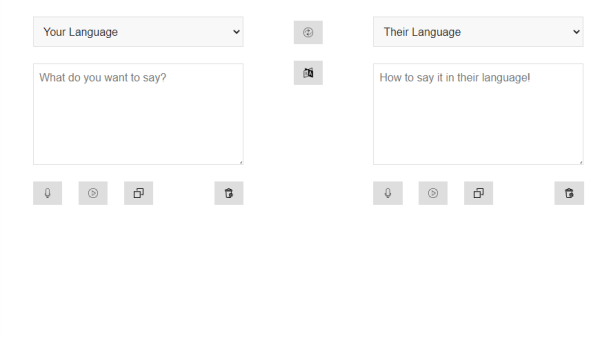 Your Language
Their Language
What do you want to say?
How to say it in their language!